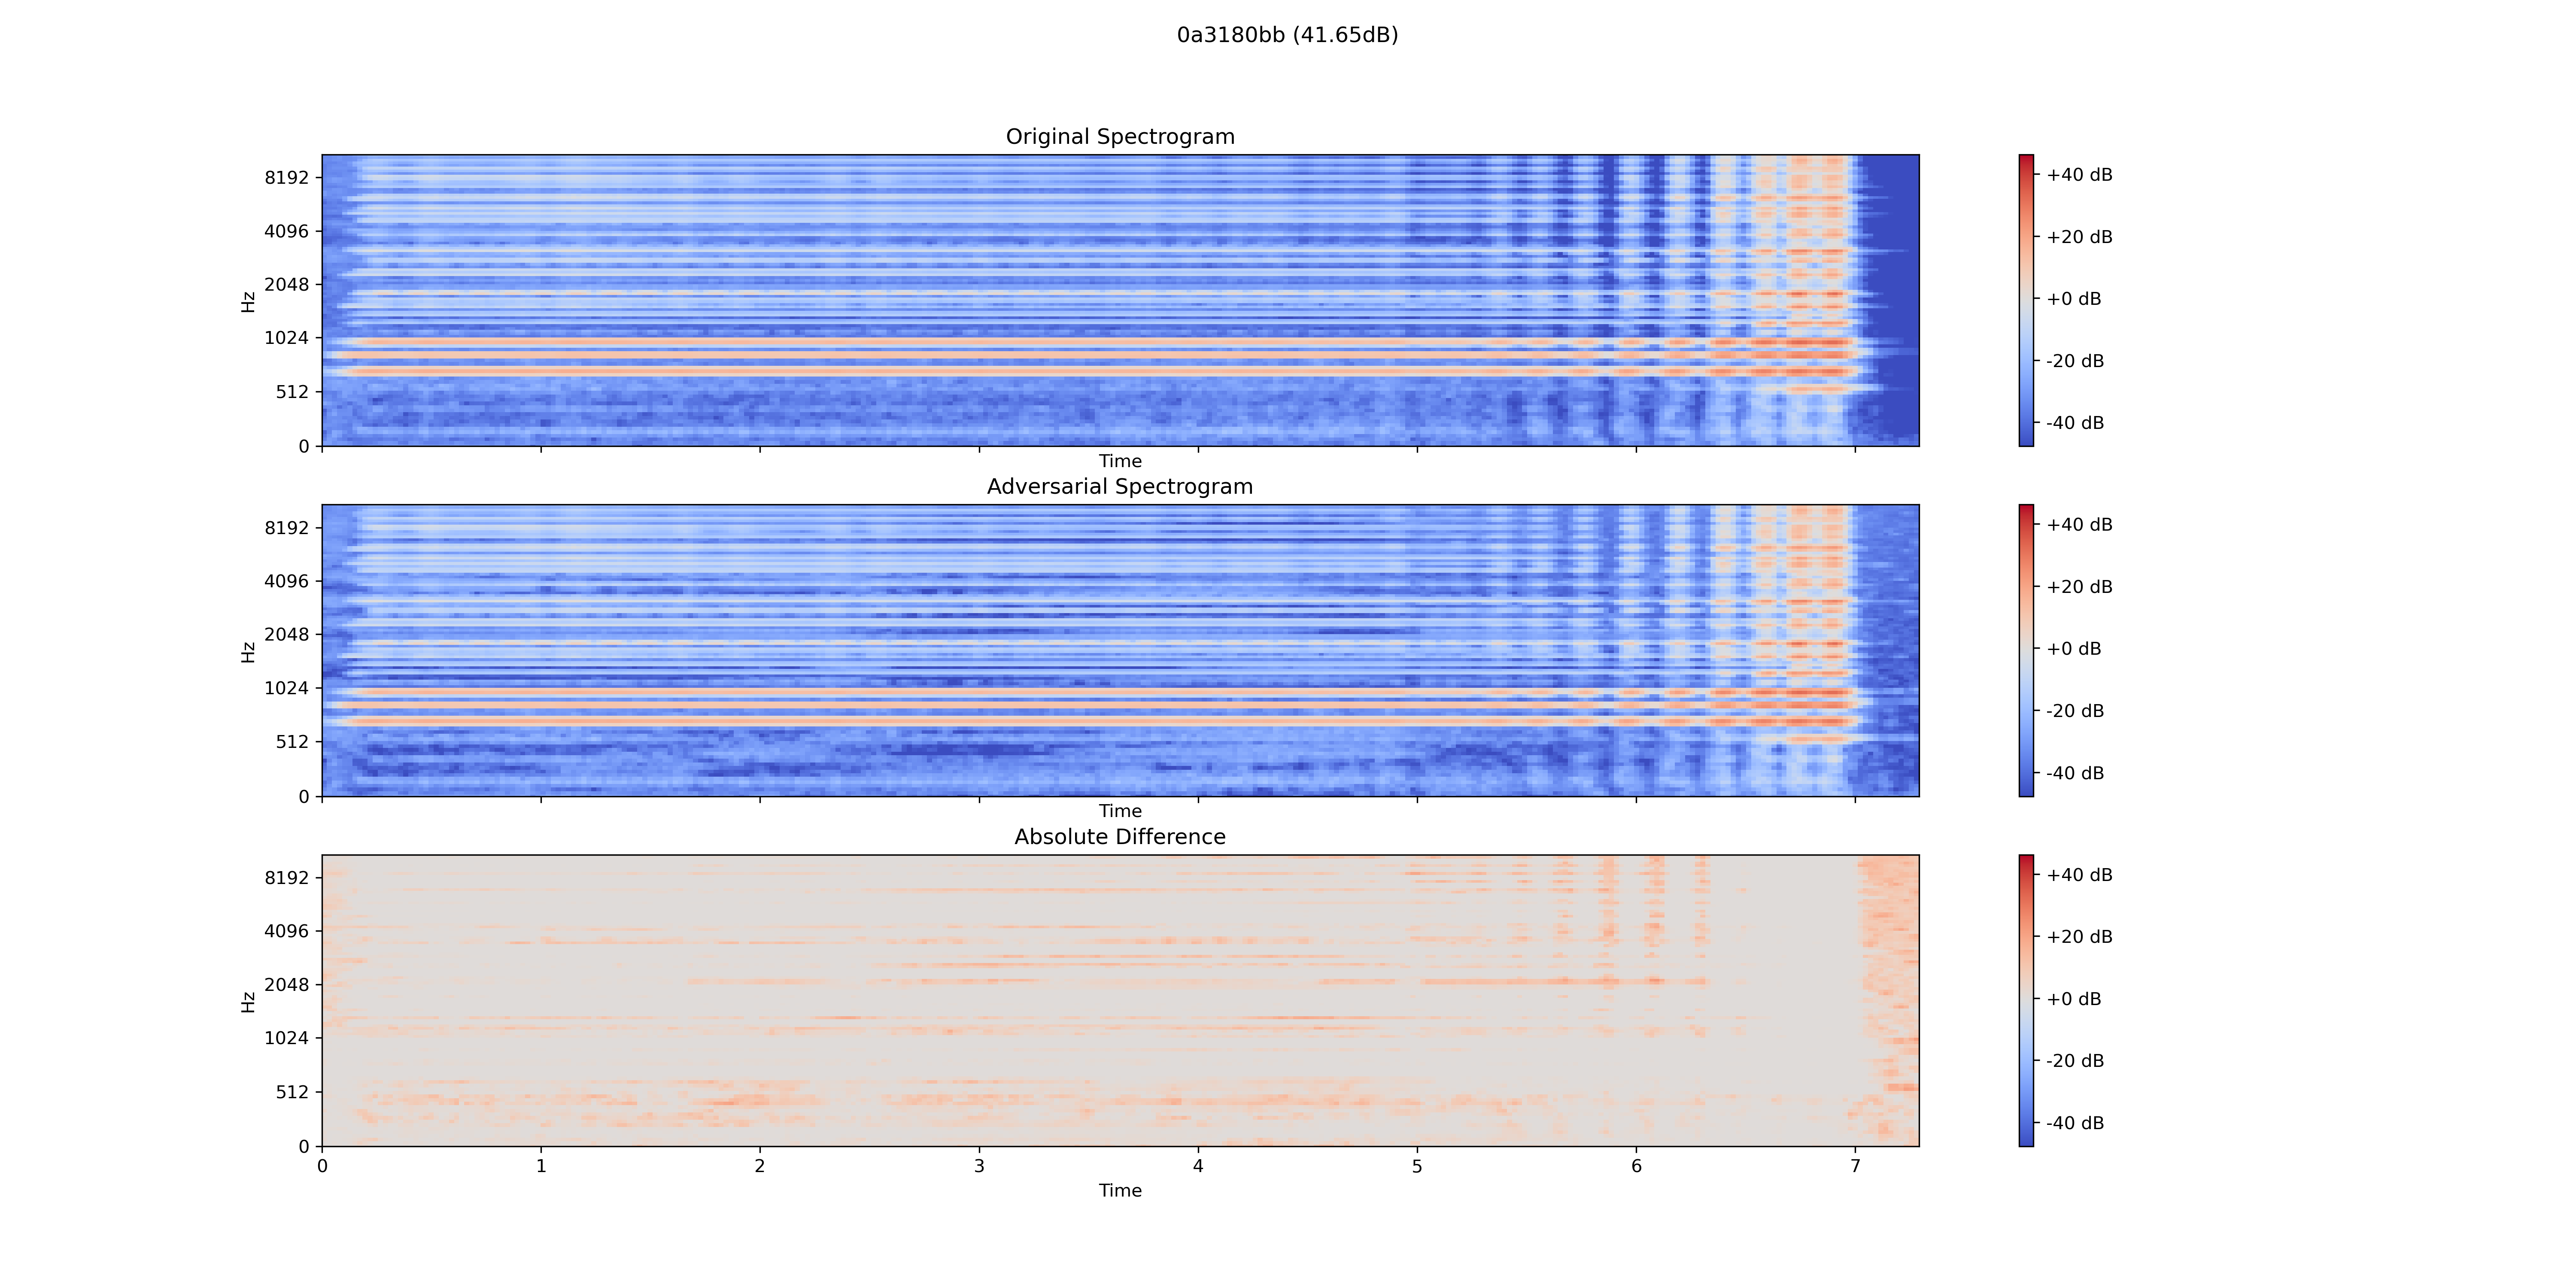 0a3180bb (41.65dB)
Original Spectrogram
Hz
8192
4096
2048
1024
512
0
Time
+40 dB
+20 dB
+0 dB
-20 dB
-40 dB
Adversarial Spectrogram
Hz
8192
4096
2048
1024
512
0
Time
+40 dB
+20 dB
+0 dB
-20 dB
-40 dB
Absolute Difference
Hz
8192
4096
2048
1024
512
0
0 1 2 3 4 5 6 7
Time
+40 dB
+20 dB
+0 dB
-20 dB
-40 dB